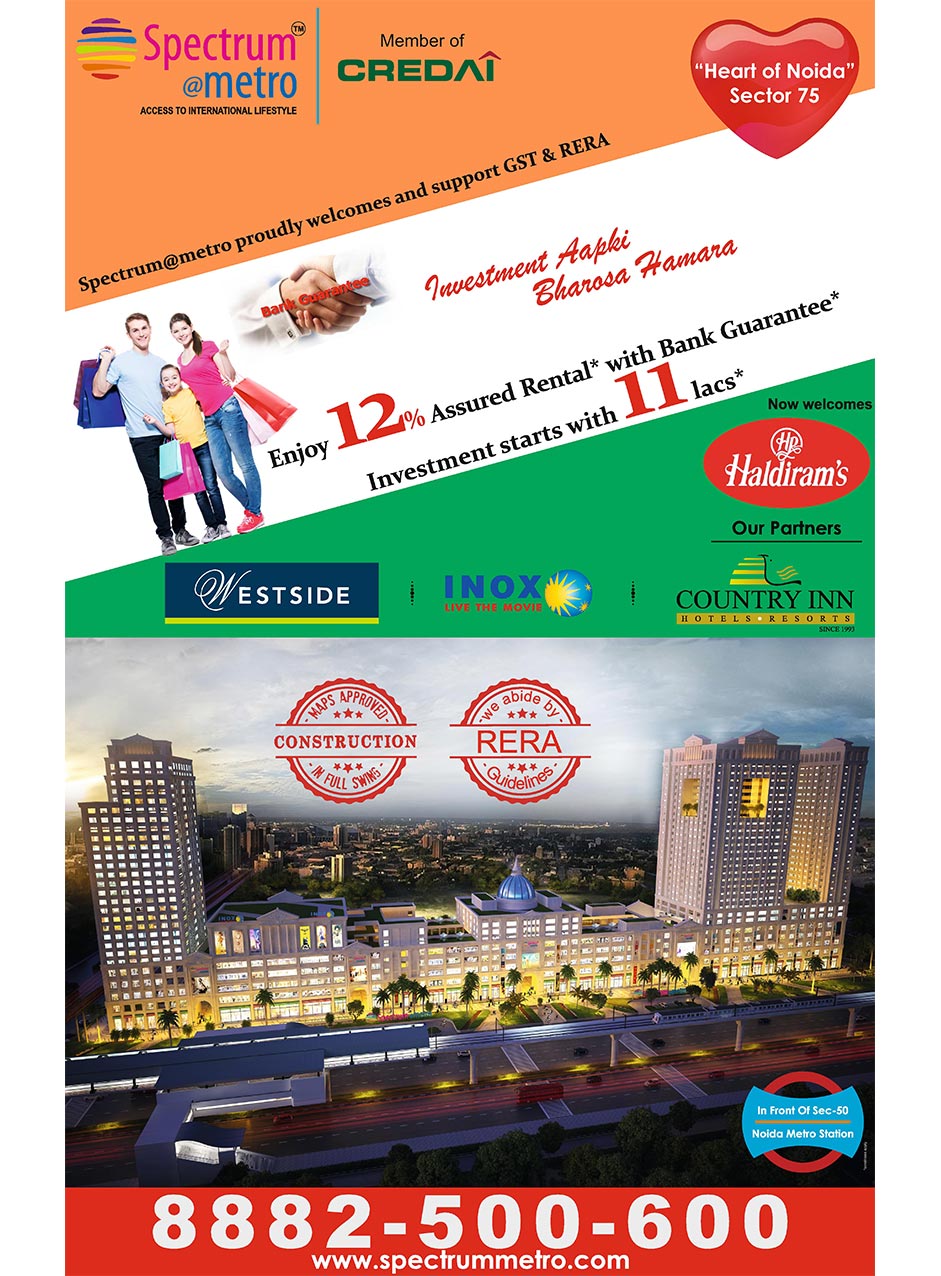 Spectrum™
@metro
ACCESS TO INTERNATIONAL LIFESTYLE
Member of
CREDAI
“Heart of Noida”
Sector 75
Spectrum@metro proudly welcomes and support GST & RERA
Bank Guarantee
Investment Aapki
Bharosa Hamara
Enjoy 12% Assured Rental* with Bank Guarantee*
Investment starts with 11 lacs*
Now welcomes
HR
Haldiram's
Our Partners
WESTSIDE
INOX
LIVE THE MOVIE
COUNTRY INN
HOTELS • RESORTS
SINCE 1993
MAPS APPROVED
CONSTRUCTION
IN FULL SWING
we abide by
RERA
Guidelines
INOX
In Front Of Sec-50
Noida Metro Station
8882-500-600
www.spectrummetro.com